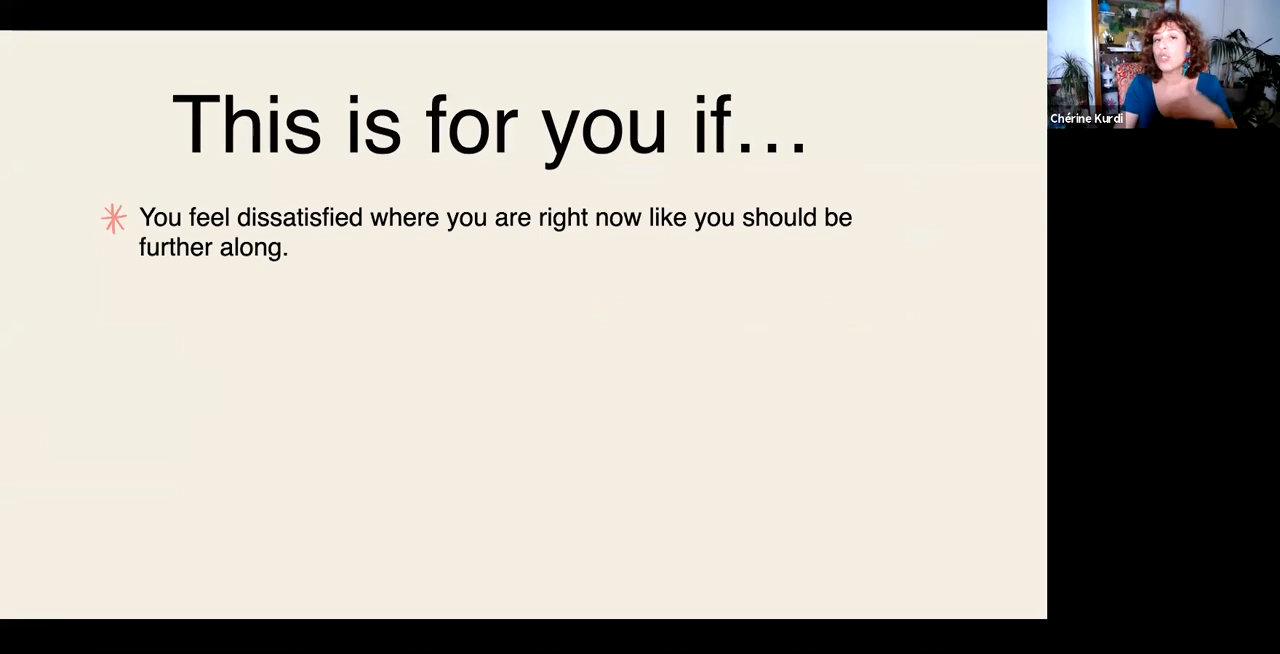 This is for you if…
You feel dissatisfied where you are right now like you should be
further along.
Chérine Kurdi